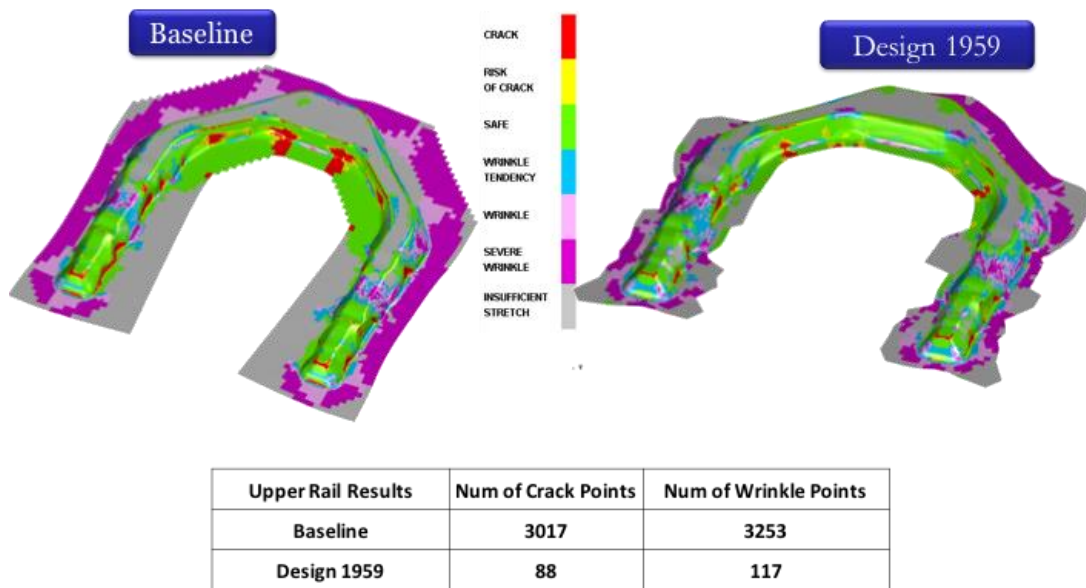 Baseline
CRACK
RISK
OF CRACK
SAFE
WRINKLE
TENDENCY
WRINKLE
SEVERE
WRINKLE
INSUFFICIENT
STRETCH
Design 1959
Upper Rail Results Num of Crack Points Num of Wrinkle Points
Baseline 3017 3253
Design 1959 88 117